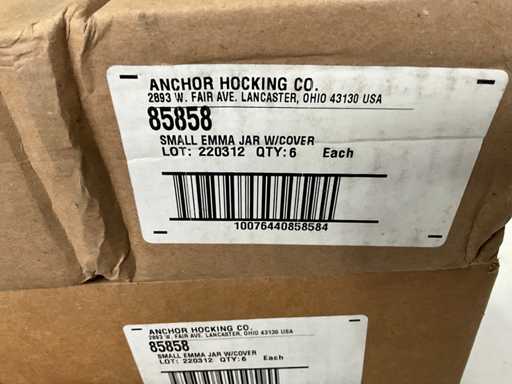 ANCHOR HOCKING CO.
2893 W. FAIR AVE. LANCASTER, OHIO 43130 USA
85858
SMALL EMMA JAR W/COVER
LOT: 220312 QTY: 6 Each
10076440858584
ANCHOR HOCKING CO.
2893 W. FAIR AVE. LANCASTER, OHIO 43130 USA
85858
SMALL EMMA JAR W/COVER
LOT: 220312 QTY: 6 Each